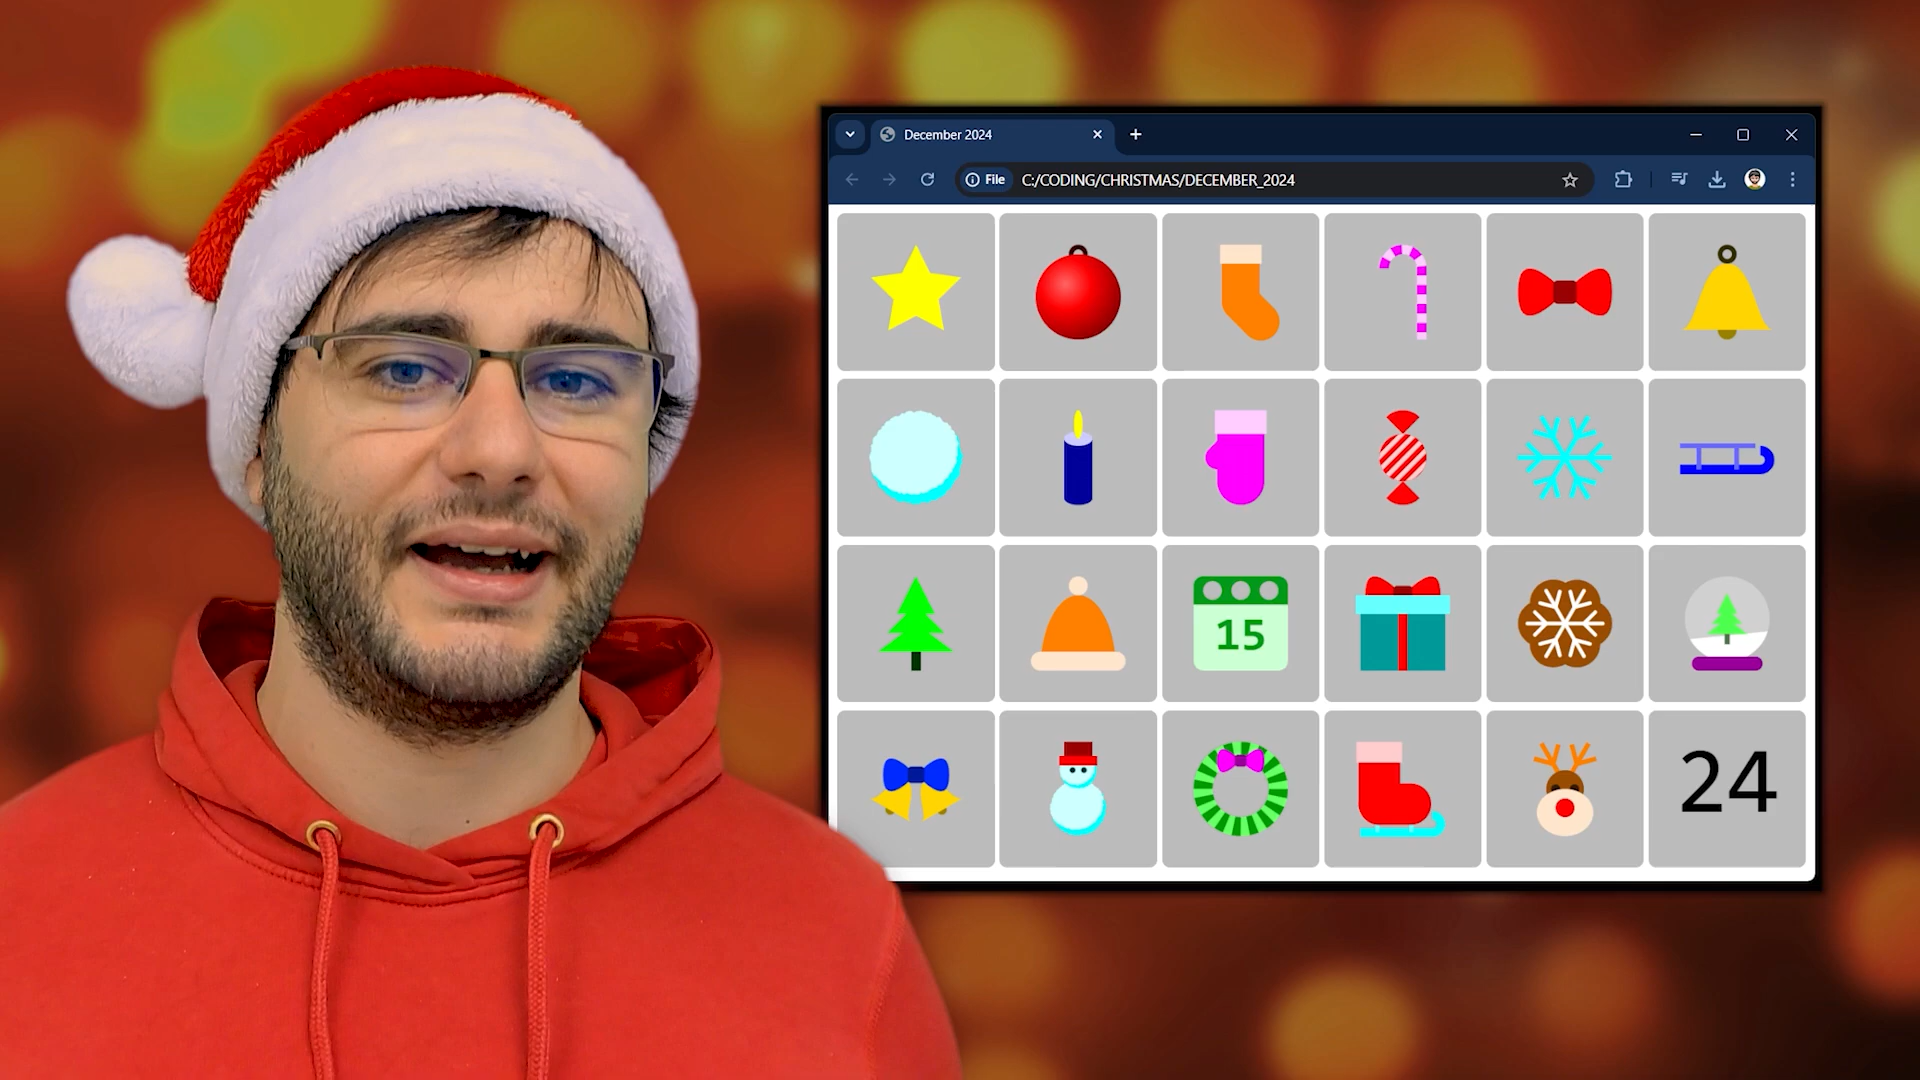 December 2024
File
C:/CODING/CHRISTMAS/DECEMBER_2024
15
24